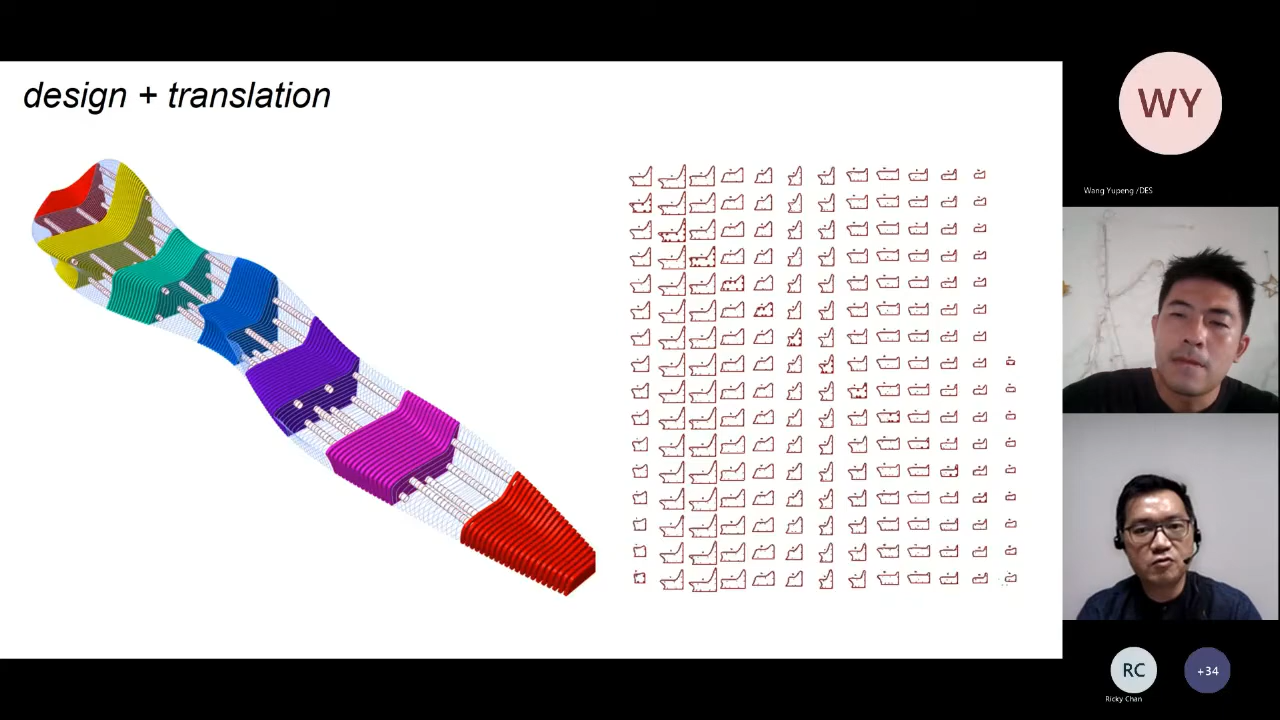 design + translation
WY
Wang Yupeng /DES
RC
+34
Ricky Chan